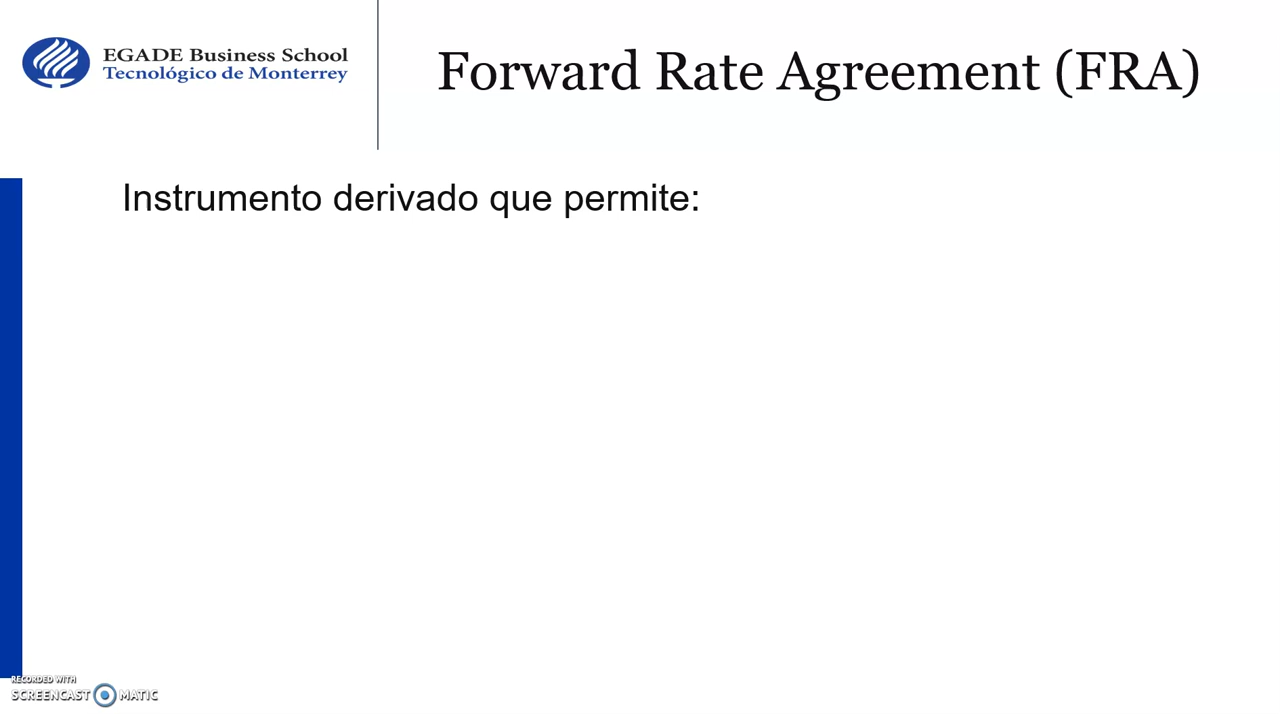 EGADE Business School
Tecnológico de Monterrey
Forward Rate Agreement (FRA)
Instrumento derivado que permite:
RECORDED WITH
SCREENCAST MATIC